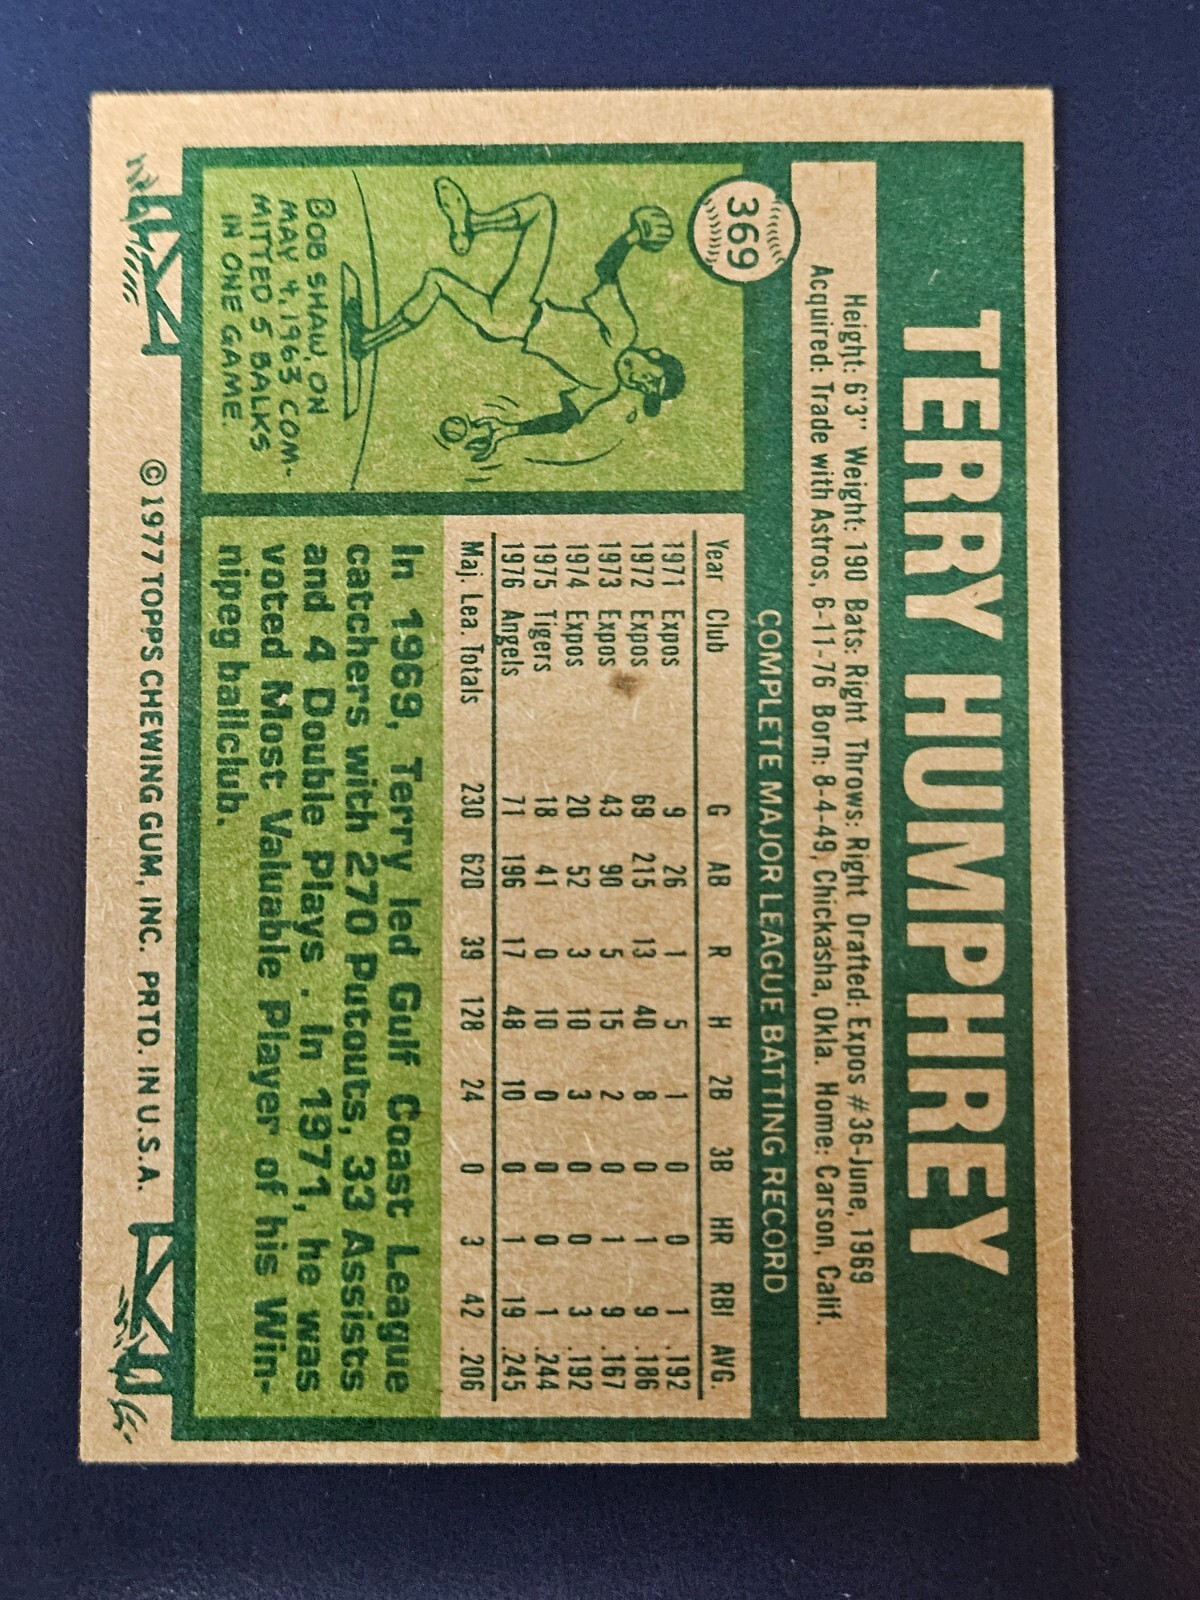 369
TERRY HUMPHREY
Height: 6'3" Weight: 190 Bats: Right Throws: Right Drafted: Expos #36-June, 1969
Acquired: Trade with Astros, 6-11-76 Born: 8-4-49, Chickasha, Okla. Home: Carson, Calif.
COMPLETE MAJOR LEAGUE BATTING RECORD
Year Club G AB R H 2B 3B HR RBI AVG.
1971 Expos 9 26 1 5 1 0 0 1 .192
1972 Expos 69 215 13 40 8 0 1 9 .186
1973 Expos 43 90 5 15 2 0 1 9 .167
1974 Expos 20 52 3 10 3 0 0 3 .192
1975 Tigers 18 41 0 10 0 0 0 1 .244
1976 Angels 71 196 17 48 10 0 1 19 .245
Maj. Lea. Totals 230 620 39 128 24 0 3 42 .206
BOB SHAW, ON
MAY 4, 1963 COM-
MITTED 5 BALKS
IN ONE GAME.
In 1969, Terry led Gulf Coast League
catchers with 270 Putouts, 33 Assists
and 4 Double Plays . In 1971, he was
voted Most Valuable Player of his Win-
nipeg ballclub.
© 1977 TOPPS CHEWING GUM, INC. PRTD. IN U.S.A.